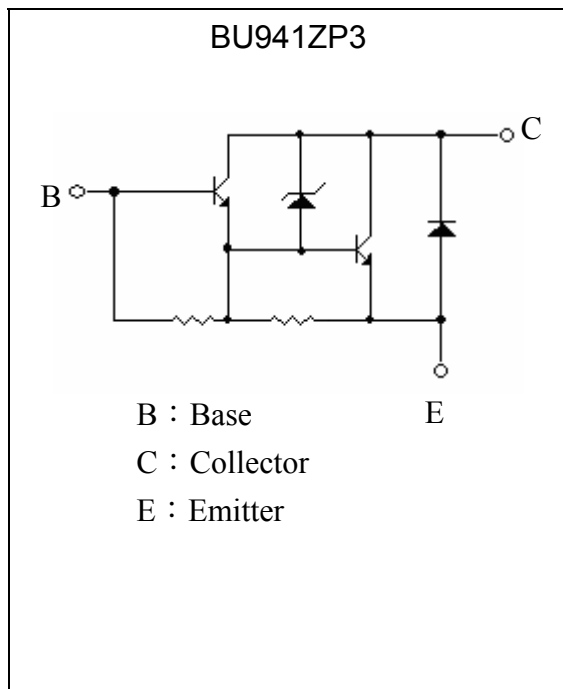 BU941ZP3
C
B
E
B：Base
C：Collector
E：Emitter